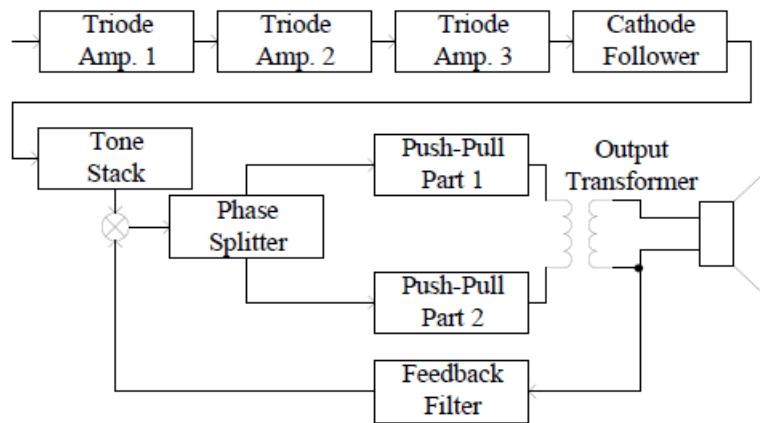 Triode
Amp. 1
Triode
Amp. 2
Triode
Amp. 3
Cathode
Follower
Tone
Stack
Phase
Splitter
Push-Pull
Part 1
Output
Transformer
Push-Pull
Part 2
Feedback
Filter